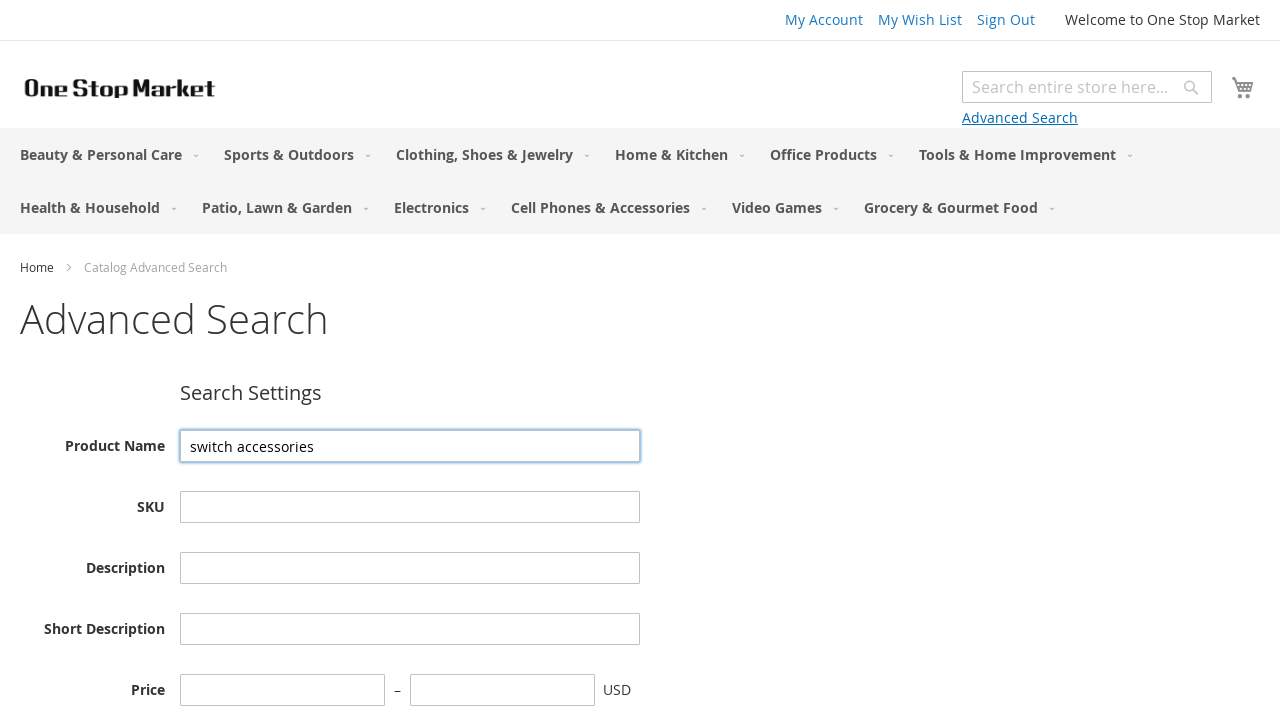 My Account My Wish List Sign Out Welcome to One Stop Market
One Stop Market
Search entire store here...
Advanced Search
Beauty & Personal Care Sports & Outdoors Clothing, Shoes & Jewelry Home & Kitchen Office Products Tools & Home Improvement
Health & Household Patio, Lawn & Garden Electronics Cell Phones & Accessories Video Games Grocery & Gourmet Food
Home Catalog Advanced Search
Advanced Search
Search Settings
Product Name switch accessories
SKU
Description
Short Description
Price – USD